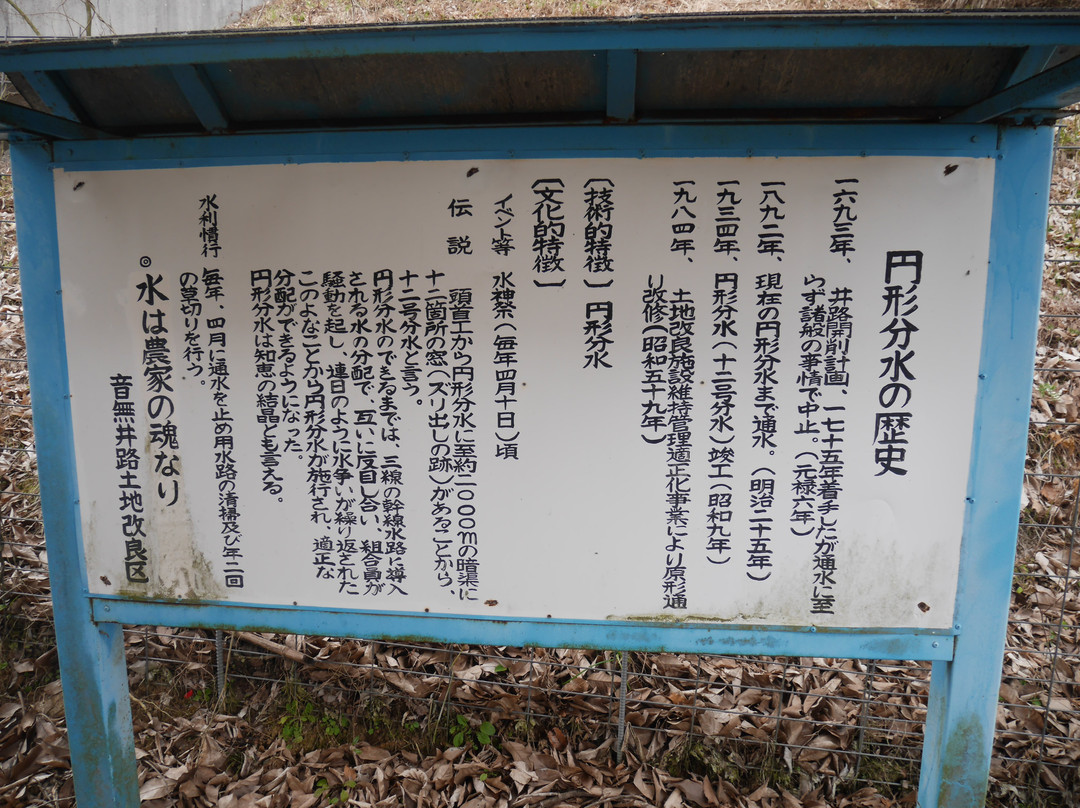 円形分水の歴史
一六九三年、井路開削計画、一七十五年着手したが通水に至
らず諸般の事情で中止。(元禄六年)
一八九二年、現在の円形分水まで通水。(明治二十五年)
一九三四年、円形分水(十二号分水)竣工(昭和九年)
一九八四年、土地改良施設維持管理適正化事業により原形通
り改修(昭和五十九年)
〔技術的特徴〕円形分水
〔文化的特徴〕
イベント等 水神祭(毎年四月十日)頃
伝説 頭首工から円形分水に至約二〇〇〇mの暗渠に
十二箇所の窓(ズリ出しの跡)があることから、
十二号分水と言う。
円形分水のできるまでは、三線の幹線水路に導入
される水の分配で、互いに反目し合い、組合員が
騒動を起し、連日のように水争いが繰り返された
このよなことから円形分水が施行され、適正な
分配ができるようになった。
円形分水は知恵の結晶とも言える。
水利慣行 毎年、四月に通水を止め用水路の清掃及び年二回
の草切りを行う。
◎水は農家の魂なり
音無井路土地改良区